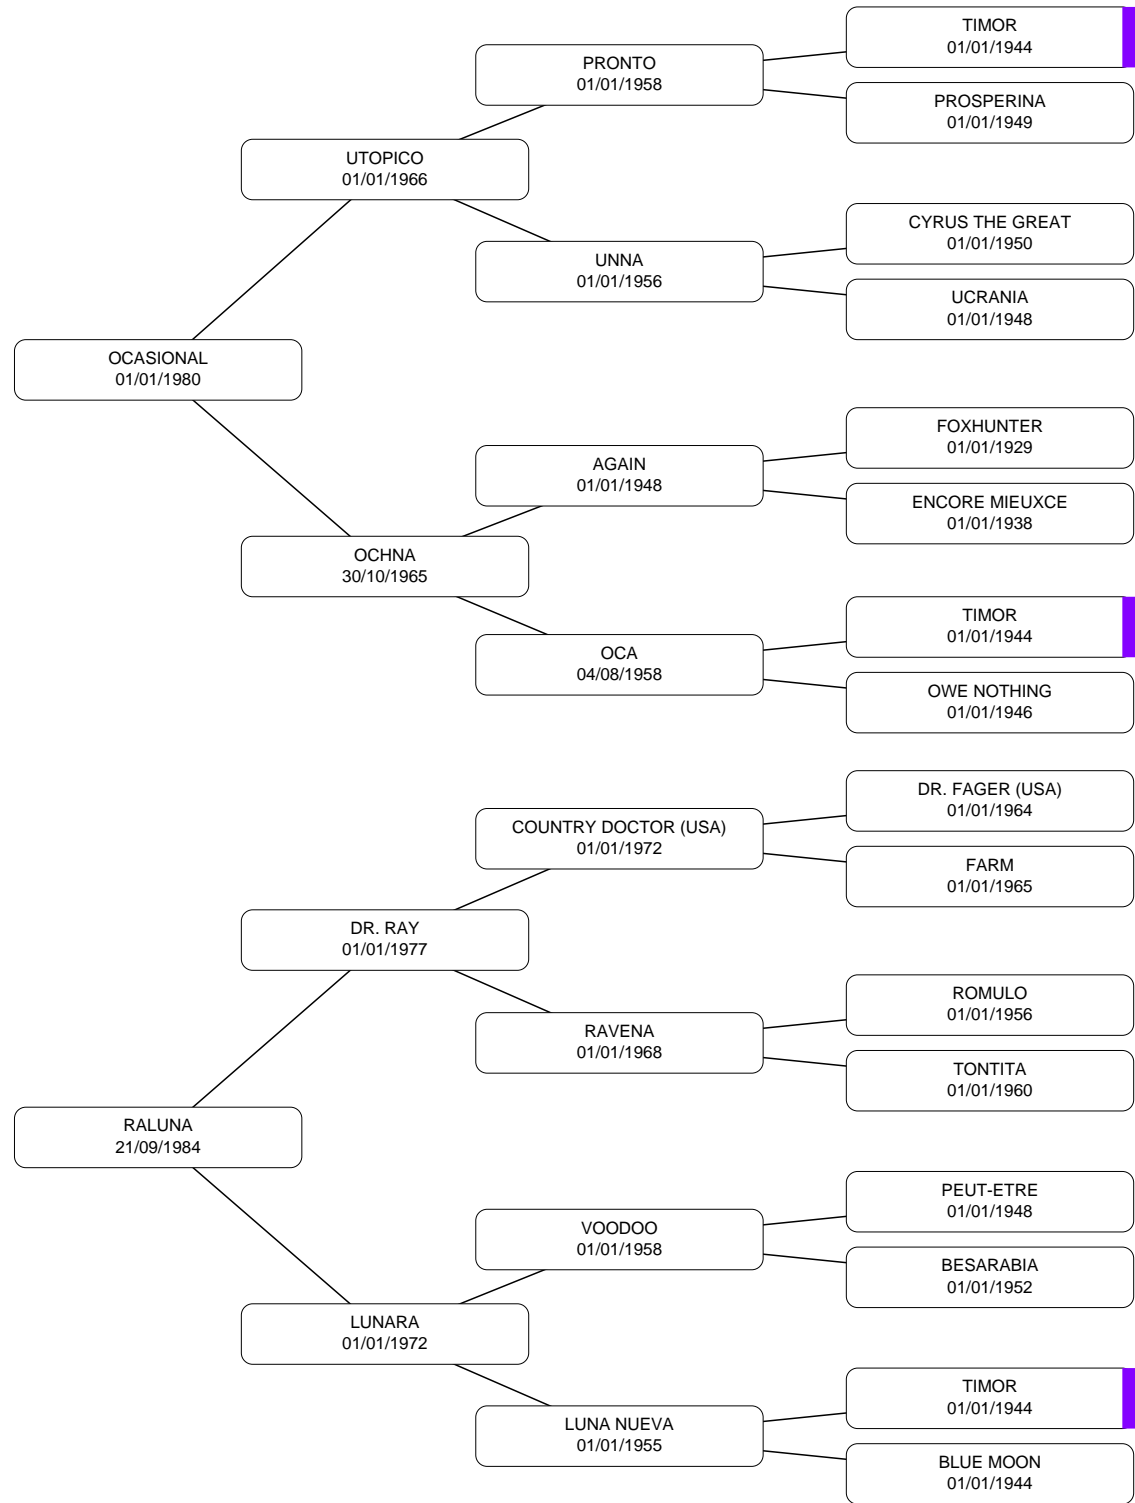 TIMOR
01/01/1944
PRONTO
01/01/1958
PROSPERINA
01/01/1949
UTOPICO
01/01/1966
CYRUS THE GREAT
01/01/1950
UNNA
01/01/1956
UCRANIA
01/01/1948
OCASIONAL
01/01/1980
FOXHUNTER
01/01/1929
AGAIN
01/01/1948
ENCORE MIEUXCE
01/01/1938
OCHNA
30/10/1965
TIMOR
01/01/1944
OCA
04/08/1958
OWE NOTHING
01/01/1946
DR. FAGER (USA)
01/01/1964
COUNTRY DOCTOR (USA)
01/01/1972
FARM
01/01/1965
DR. RAY
01/01/1977
ROMULO
01/01/1956
RAVENA
01/01/1968
TONTITA
01/01/1960
RALUNA
21/09/1984
PEUT-ETRE
01/01/1948
VOODOO
01/01/1958
BESARABIA
01/01/1952
LUNARA
01/01/1972
TIMOR
01/01/1944
LUNA NUEVA
01/01/1955
BLUE MOON
01/01/1944